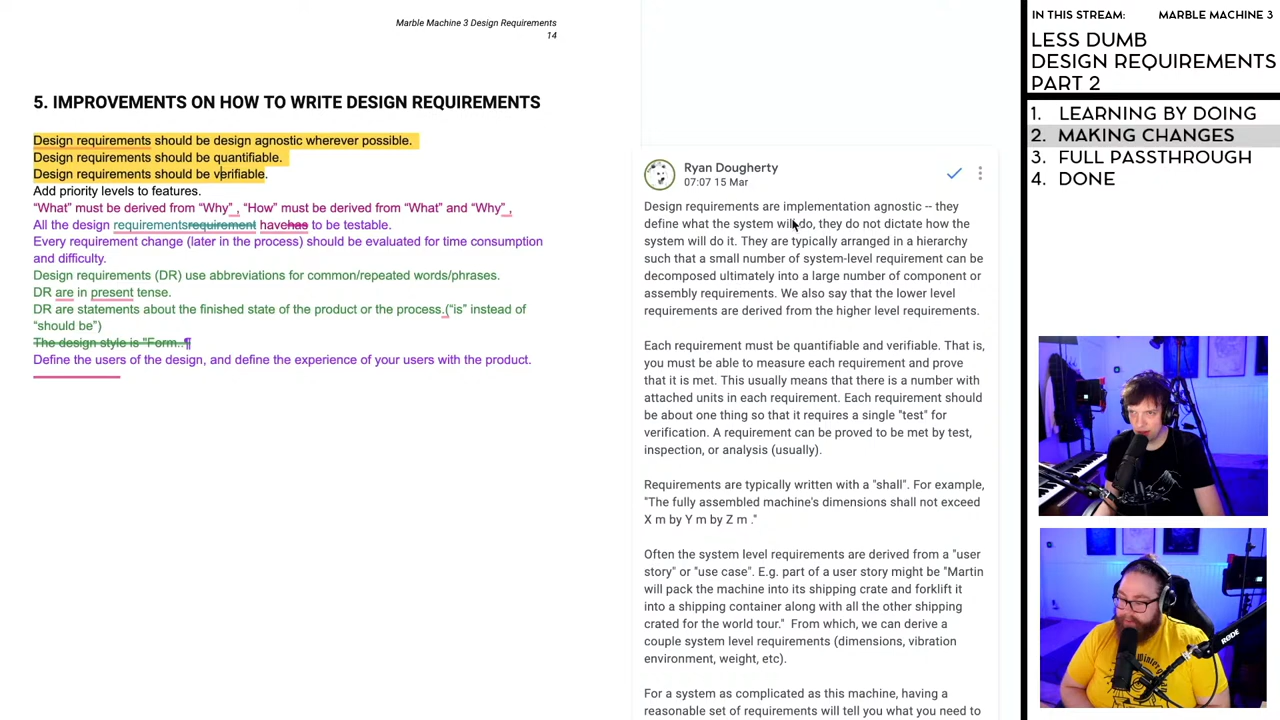 Marble Machine 3 Design Requirements
14
5. IMPROVEMENTS ON HOW TO WRITE DESIGN REQUIREMENTS
Design requirements should be design agnostic wherever possible.
Design requirements should be quantifiable.
Design requirements should be verifiable.
Add priority levels to features.
“What” must be derived from “Why” , “How” must be derived from “What” and “Why” ,
All the design requirementsrequirement havehas to be testable.
Every requirement change (later in the process) should be evaluated for time consumption
and difficulty.
Design requirements (DR) use abbreviations for common/repeated words/phrases.
DR are in present tense.
DR are statements about the finished state of the product or the process.(“is” instead of
“should be”)
The design style is "Form..¶
Define the users of the design, and define the experience of your users with the product.
Ryan Dougherty
07:07 15 Mar
Design requirements are implementation agnostic -- they
define what the system will do, they do not dictate how the
system will do it. They are typically arranged in a hierarchy
such that a small number of system-level requirement can be
decomposed ultimately into a large number of component or
assembly requirements. We also say that the lower level
requirements are derived from the higher level requirements.
Each requirement must be quantifiable and verifiable. That is,
you must be able to measure each requirement and prove
that it is met. This usually means that there is a number with
attached units in each requirement. Each requirement should
be about one thing so that it requires a single "test" for
verification. A requirement can be proved to be met by test,
inspection, or analysis (usually).
Requirements are typically written with a "shall". For example,
"The fully assembled machine's dimensions shall not exceed
X m by Y m by Z m ."
Often the system level requirements are derived from a "user
story" or "use case". E.g. part of a user story might be "Martin
will pack the machine into its shipping crate and forklift it
into a shipping container along with all the other shipping
crated for the world tour." From which, we can derive a
couple system level requirements (dimensions, vibration
environment, weight, etc).
For a system as complicated as this machine, having a
reasonable set of requirements will tell you what you need to
IN THIS STREAM: MARBLE MACHINE 3
LESS DUMB
DESIGN REQUIREMENTS
PART 2
1. LEARNING BY DOING
2. MAKING CHANGES
3. FULL PASSTHROUGH
4. DONE
RØDE